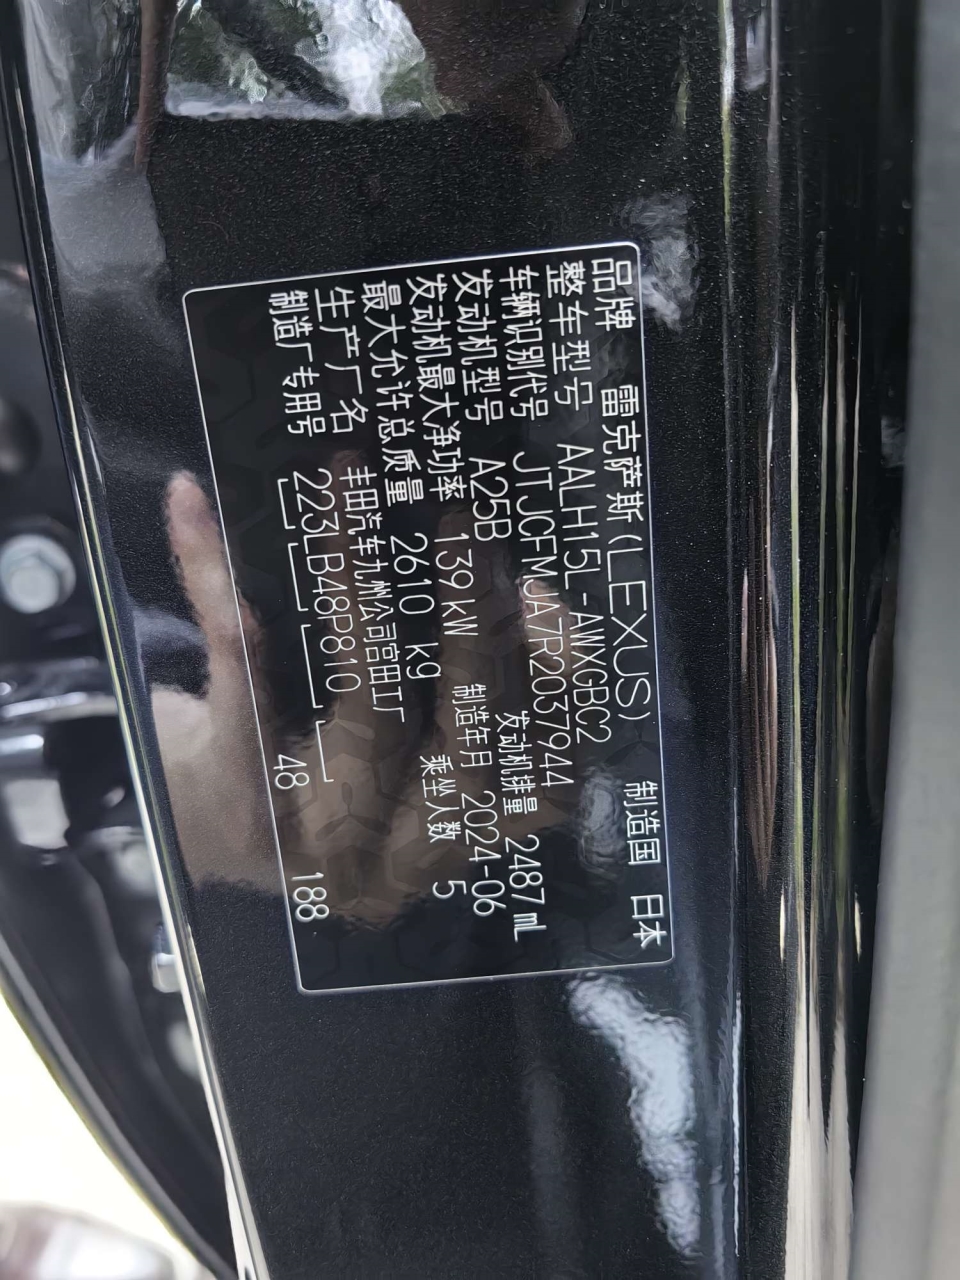 品牌 雷克萨斯(LEXUS) 制造国 日本
整车型号 AALH15L-AWXGBC2
车辆识别代号 JTJCFMJA7R2037944
发动机型号 A25B 发动机排量 2487 mL
发动机最大净功率 139 kW 制造年月 2024-06
最大允许总质量 2610 kg 乘坐人数 5
生产厂名 丰田汽车九州公司宫田工厂
制造厂专用号 223LB48P810
48 188